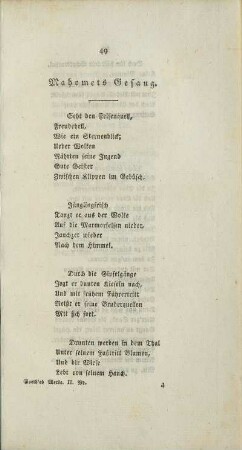 49
Mahomets Gesang.
Seht den Felsenquell,
Freudehell,
Wie ein Sternenblick;
Ueber Wolken
Nährten seine Jugend
Gute Geister
Zwischen Klippen im Gebüsch.
Jünglingfrisch
Tanzt er aus der Wolke
Auf die Marmorfelsen nieder,
Jauchzet wieder
Nach dem Himmel.
Durch die Gipfelgänge
Jagt er bunten Kieseln nach,
Und mit frühem Führertritt
Reißt er seine Bruderquellen
Mit sich fort.
Drunten werden in dem Thal
Unter seinem Fußtritt Blumen,
Und die Wiese
Lebt von seinem Hauch.
Goethe's Werke. II. Bd. 4